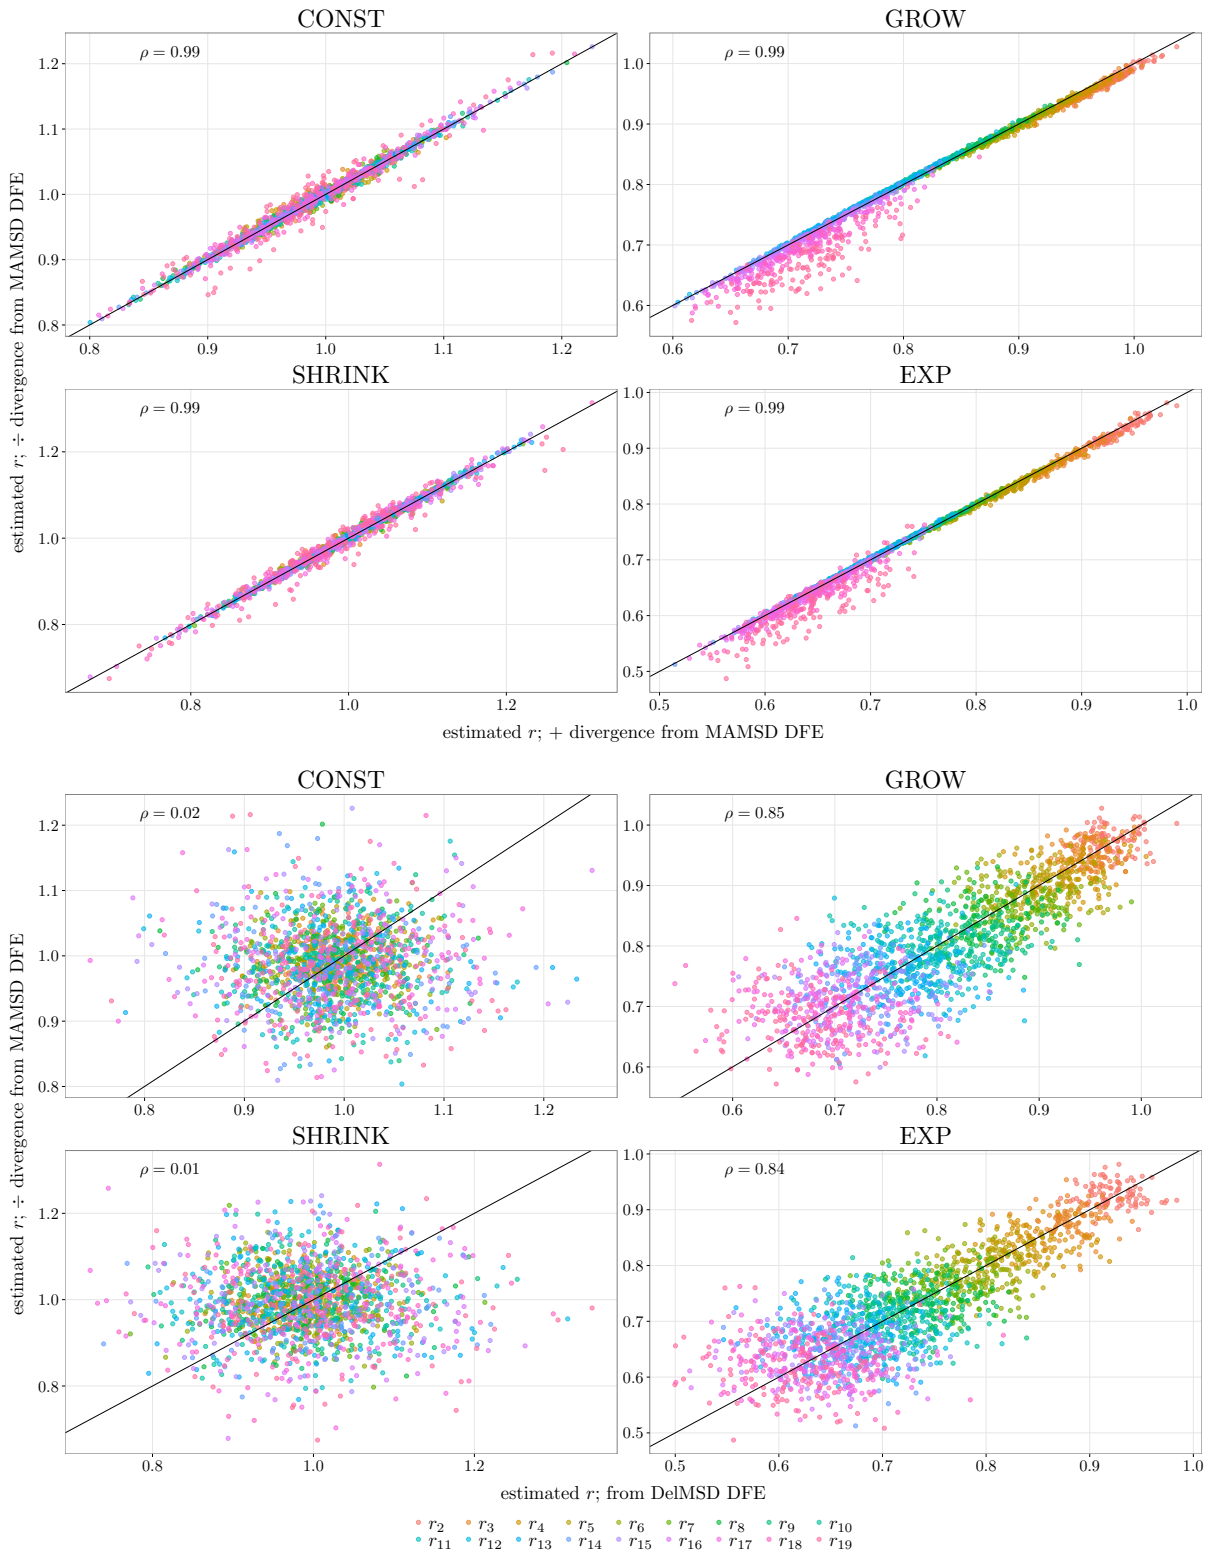 CONST
GROW
ρ = 0.99
ρ = 0.99
1.2
1.1
1.0
0.9
0.8
1.0
0.9
0.8
0.7
0.6
0.8 0.9 1.0 1.1 1.2
0.6 0.7 0.8 0.9 1.0
SHRINK
EXP
ρ = 0.99
ρ = 0.99
1.2
1.0
0.8
1.0
0.9
0.8
0.7
0.6
0.5
0.8 1.0 1.2
0.5 0.6 0.7 0.8 0.9 1.0
estimated r; ÷ divergence from MAMSD DFE
estimated r; + divergence from MAMSD DFE
CONST
GROW
ρ = 0.02
ρ = 0.85
1.2
1.1
1.0
0.9
0.8
1.0
0.9
0.8
0.7
0.6
0.8 0.9 1.0 1.1 1.2
0.6 0.7 0.8 0.9 1.0
SHRINK
EXP
ρ = 0.01
ρ = 0.84
1.2
1.0
0.8
1.0
0.9
0.8
0.7
0.6
0.5
0.8 1.0 1.2
0.5 0.6 0.7 0.8 0.9 1.0
estimated r; ÷ divergence from MAMSD DFE
estimated r; from DelMSD DFE
r2 r3 r4 r5 r6 r7 r8 r9 r10
r11 r12 r13 r14 r15 r16 r17 r18 r19